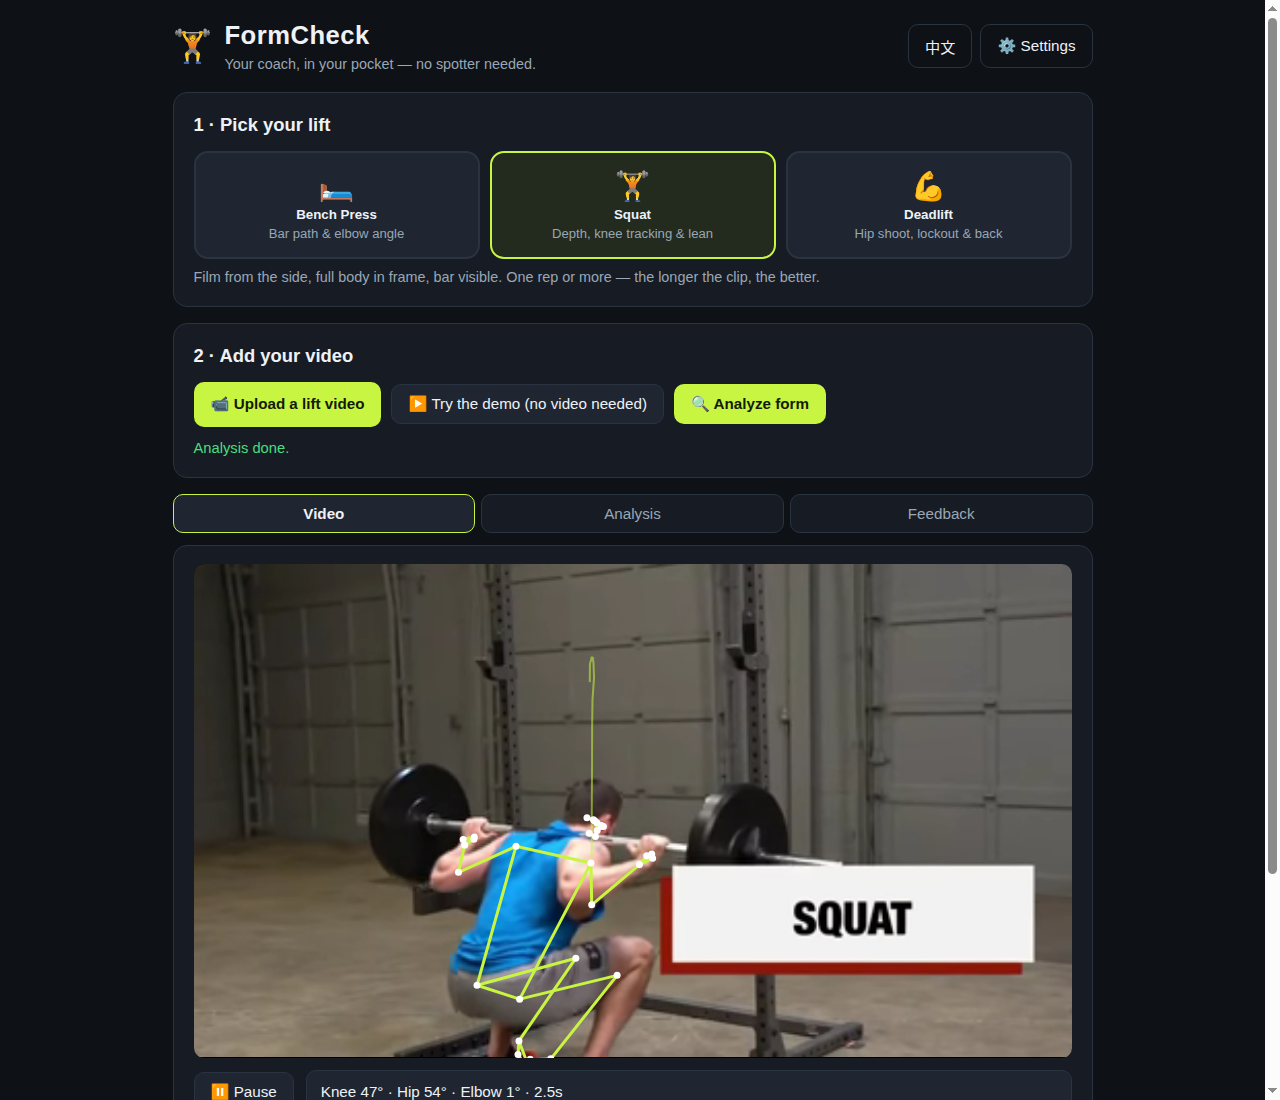 FormCheck
Your coach, in your pocket — no spotter needed.
中文
⚙️ Settings
1 · Pick your lift
Bench Press
Bar path & elbow angle
Squat
Depth, knee tracking & lean
Deadlift
Hip shoot, lockout & back
Film from the side, full body in frame, bar visible. One rep or more — the longer the clip, the better.
2 · Add your video
📹 Upload a lift video
▶️ Try the demo (no video needed)
🔍 Analyze form
Analysis done.
Video
Analysis
Feedback
SQUAT
⏸️ Pause
Knee 47° · Hip 54° · Elbow 1° · 2.5s